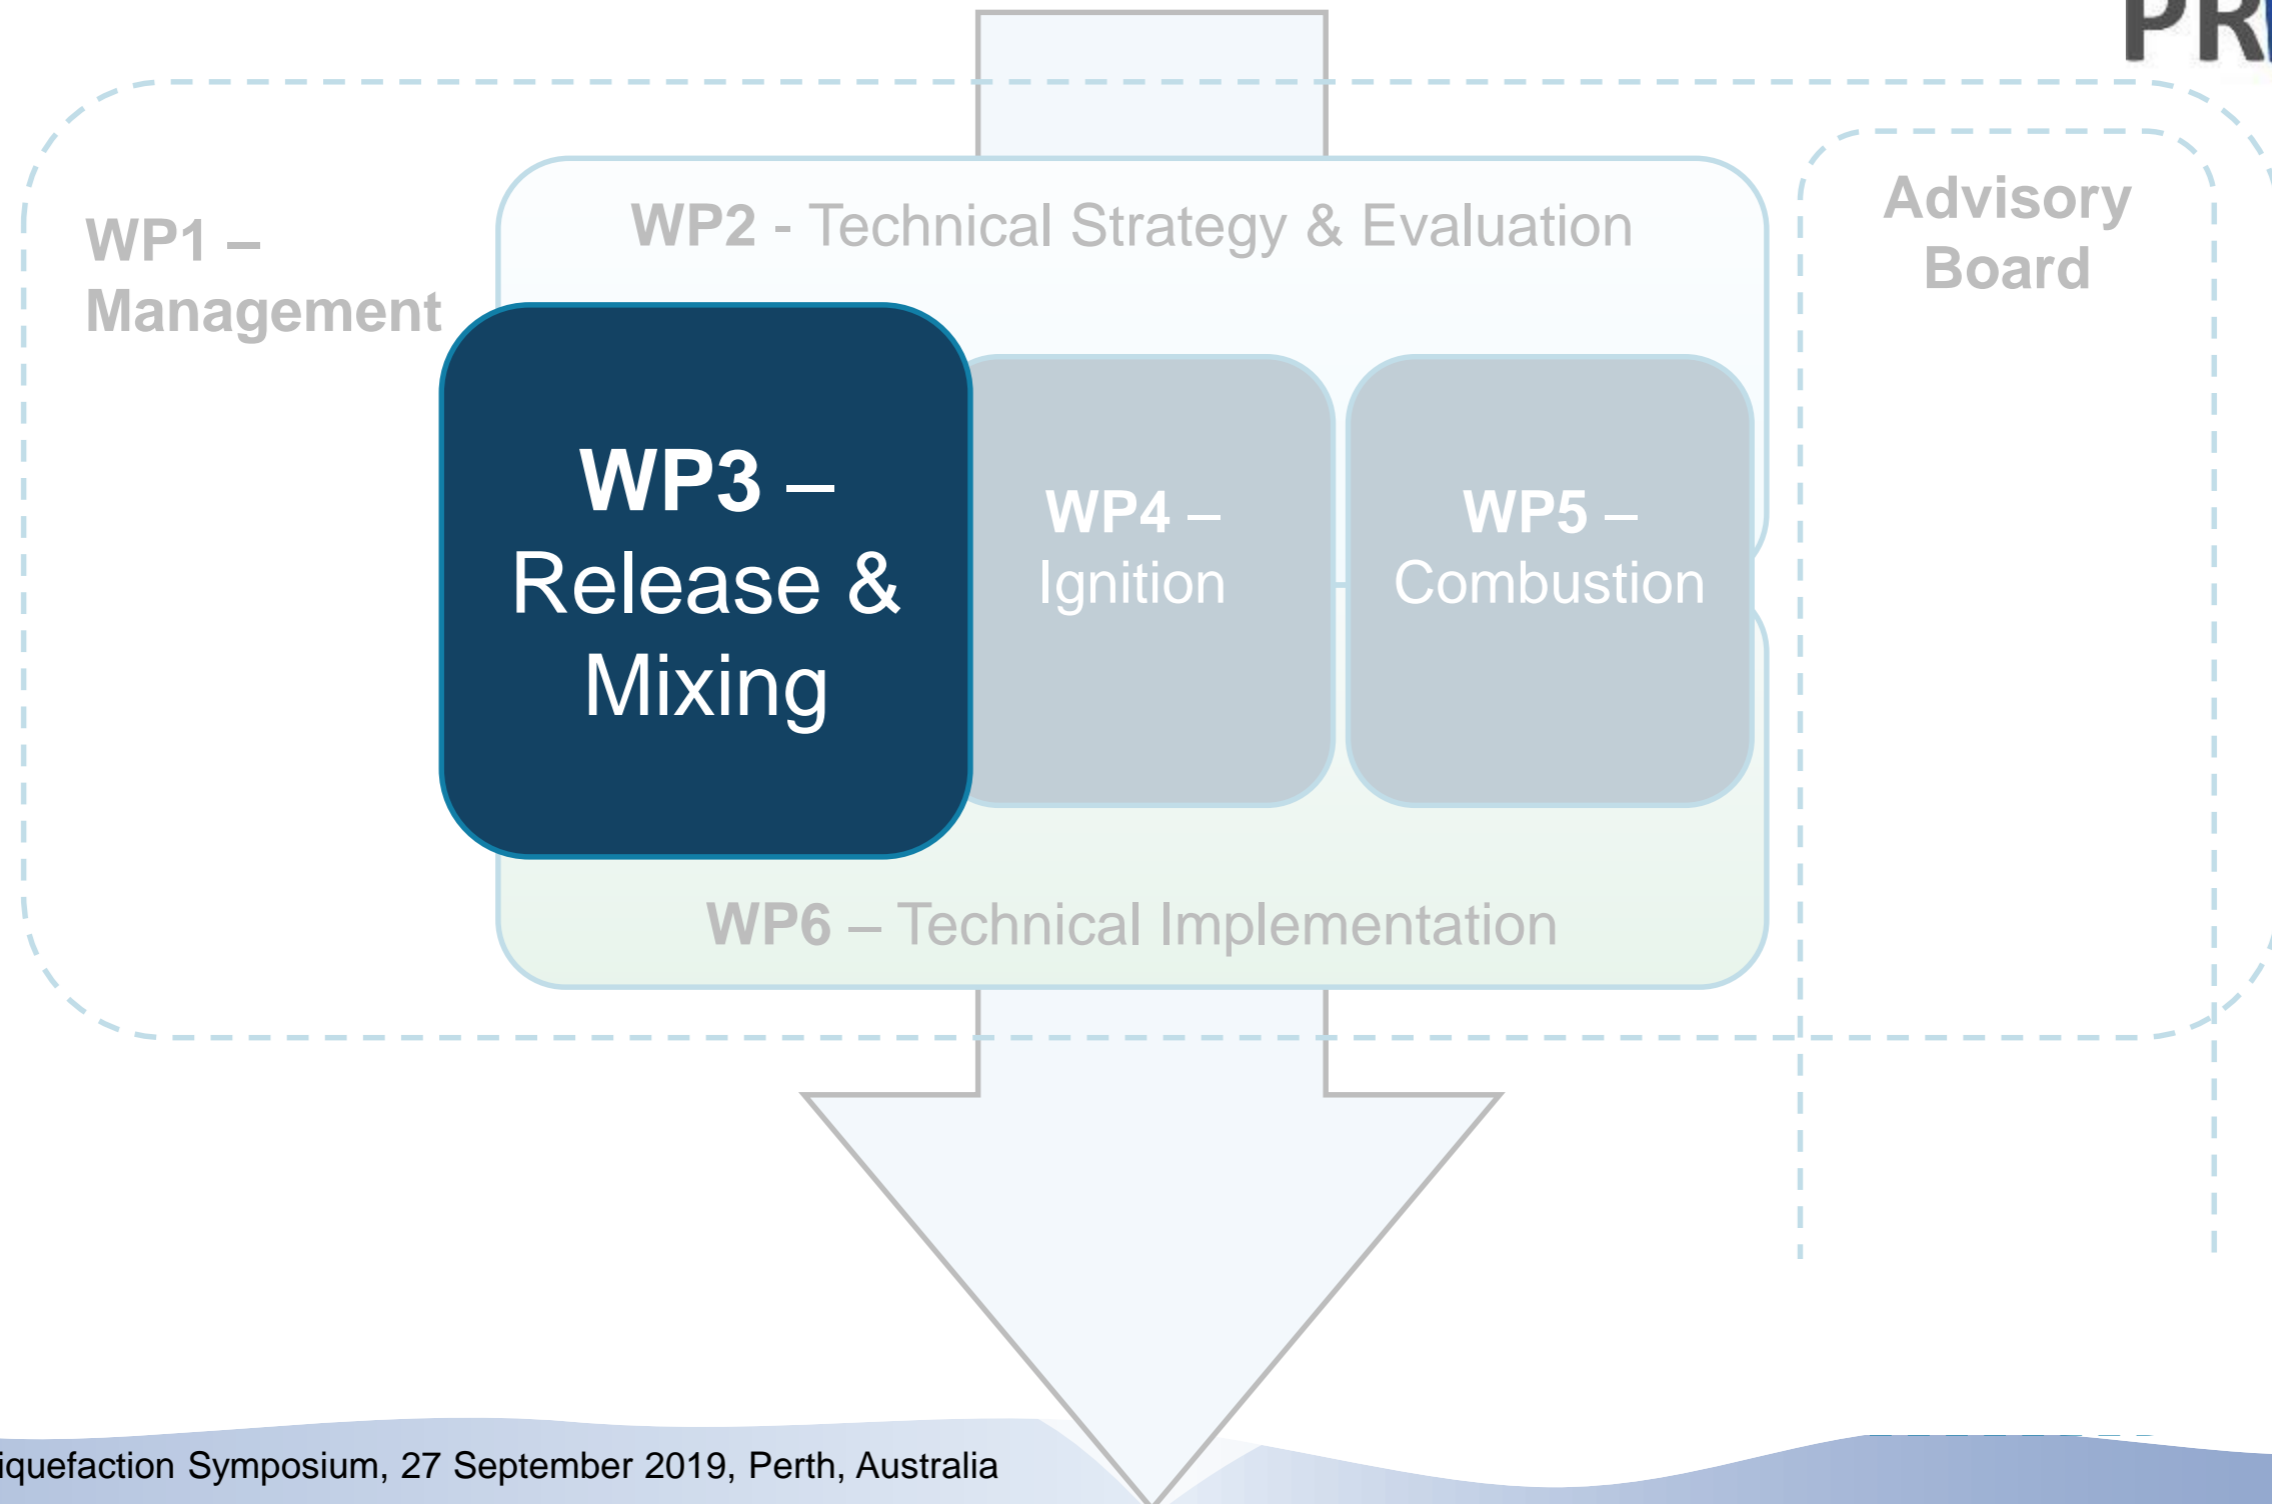 WP1 –
Management
WP2 - Technical Strategy & Evaluation
Advisory
Board
WP3 –
Release &
Mixing
WP4 –
Ignition
WP5 –
Combustion
WP6 – Technical Implementation
iquefaction Symposium, 27 September 2019, Perth, Australia